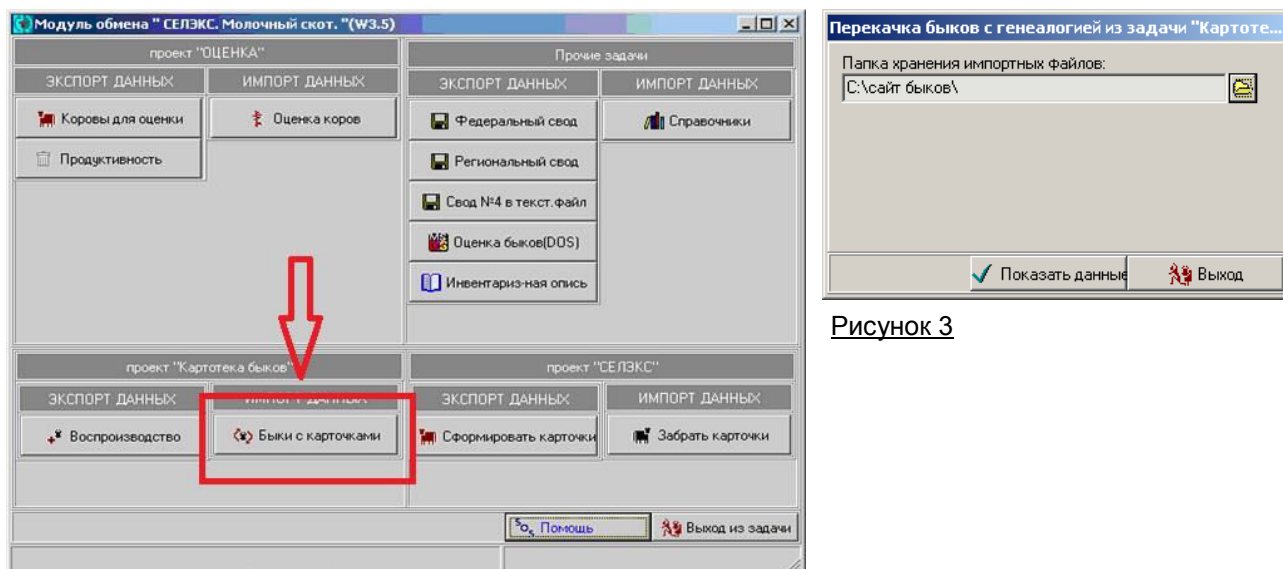 Модуль обмена " СЕЛЭКС. Молочный скот. "(W3.5)
проект "ОЦЕНКА"
ЭКСПОРТ ДАННЫХ
ИМПОРТ ДАННЫХ
Коровы для оценки
Оценка коров
Продуктивность
Прочие задачи
ЭКСПОРТ ДАННЫХ
ИМПОРТ ДАННЫХ
Федеральный свод
Справочники
Региональный свод
Свод №4 в текст.файл
Оценка быков(DOS)
Инвентариз-ная опись
проект "Картотека быков"
ЭКСПОРТ ДАННЫХ
ИМПОРТ ДАННЫХ
Воспроизводство
Быки с карточками
проект "СЕЛЭКС"
ЭКСПОРТ ДАННЫХ
ИМПОРТ ДАННЫХ
Сформировать карточки
Забрать карточки
Помощь
Выход из задачи
Перекачка быков с генеалогией из задачи "Картоте...
Папка хранения импортных файлов:
C:\сайт быков\
Показать данные
Выход
Рисунок 3